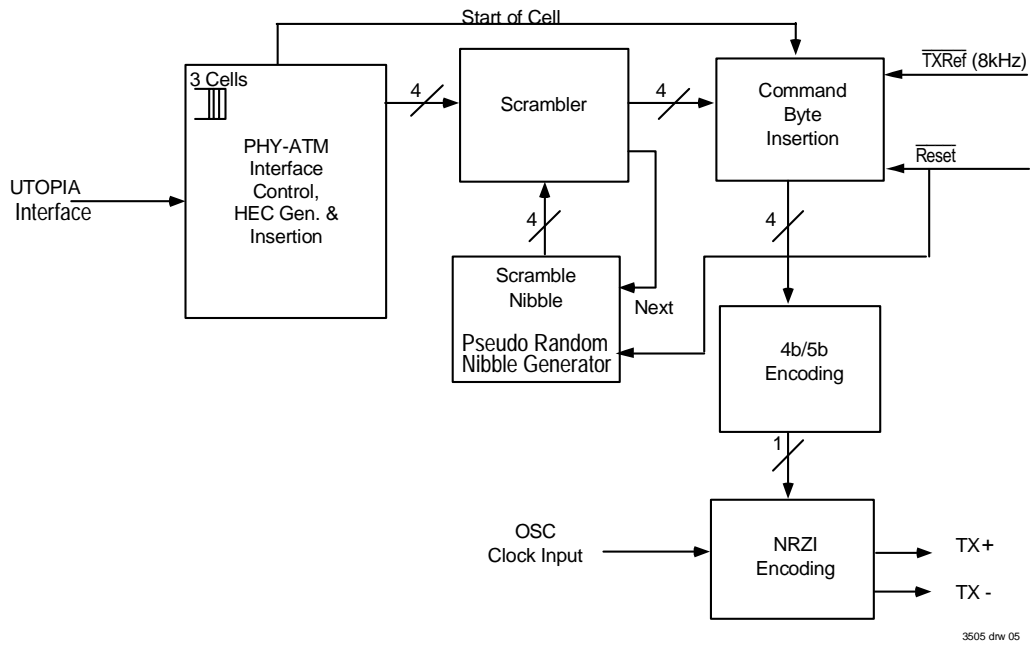 Start of Cell
3 Cells
PHY-ATM
Interface
Control,
HEC Gen. &
Insertion
UTOPIA
Interface
4
Scrambler
4
Command
Byte
Insertion
TXRef (8kHz)
Reset
4
4
Scramble
Nibble
Next
Pseudo Random
Nibble Generator
4b/5b
Encoding
1
OSC
Clock Input
NRZI
Encoding
TX+
TX -
3505 drw 05